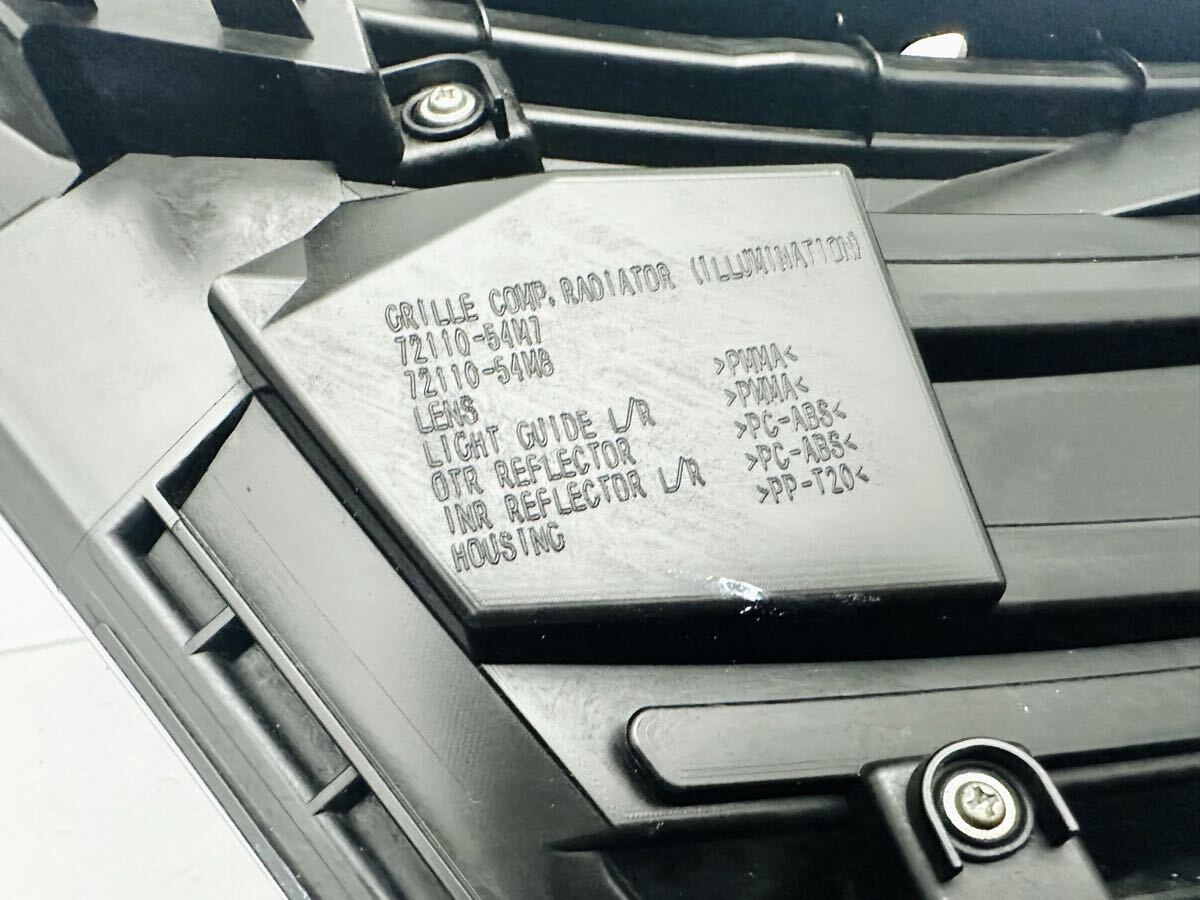 GRILLE COMP, RADIATOR (ILLUMINATION)
72110-54M7
72110-54M8
LENS >PMMA<
LIGHT GUIDE L/R >PMMA<
OTR REFLECTOR >PC-ABS<
INR REFLECTOR L/R >PC-ABS<
HOUSING >PP-T20<